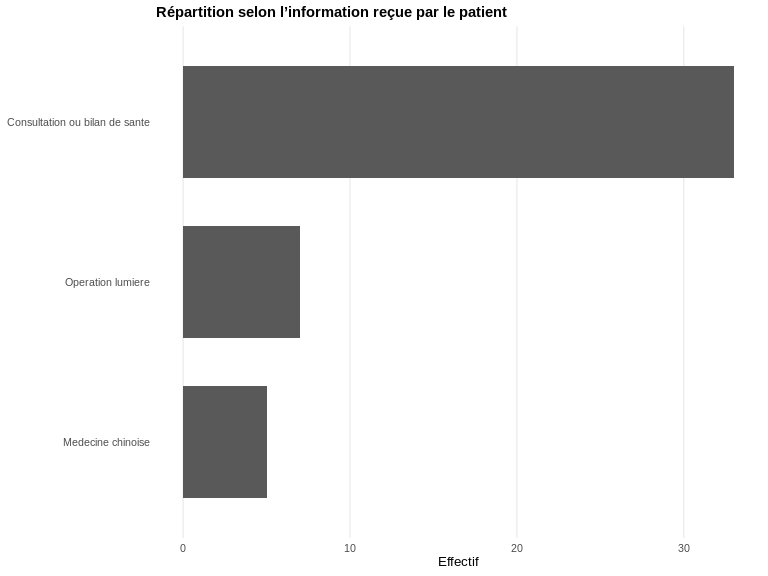 Répartition selon l’information reçue par le patient
Consultation ou bilan de sante
Operation lumiere
Medecine chinoise
0 10 20 30
Effectif